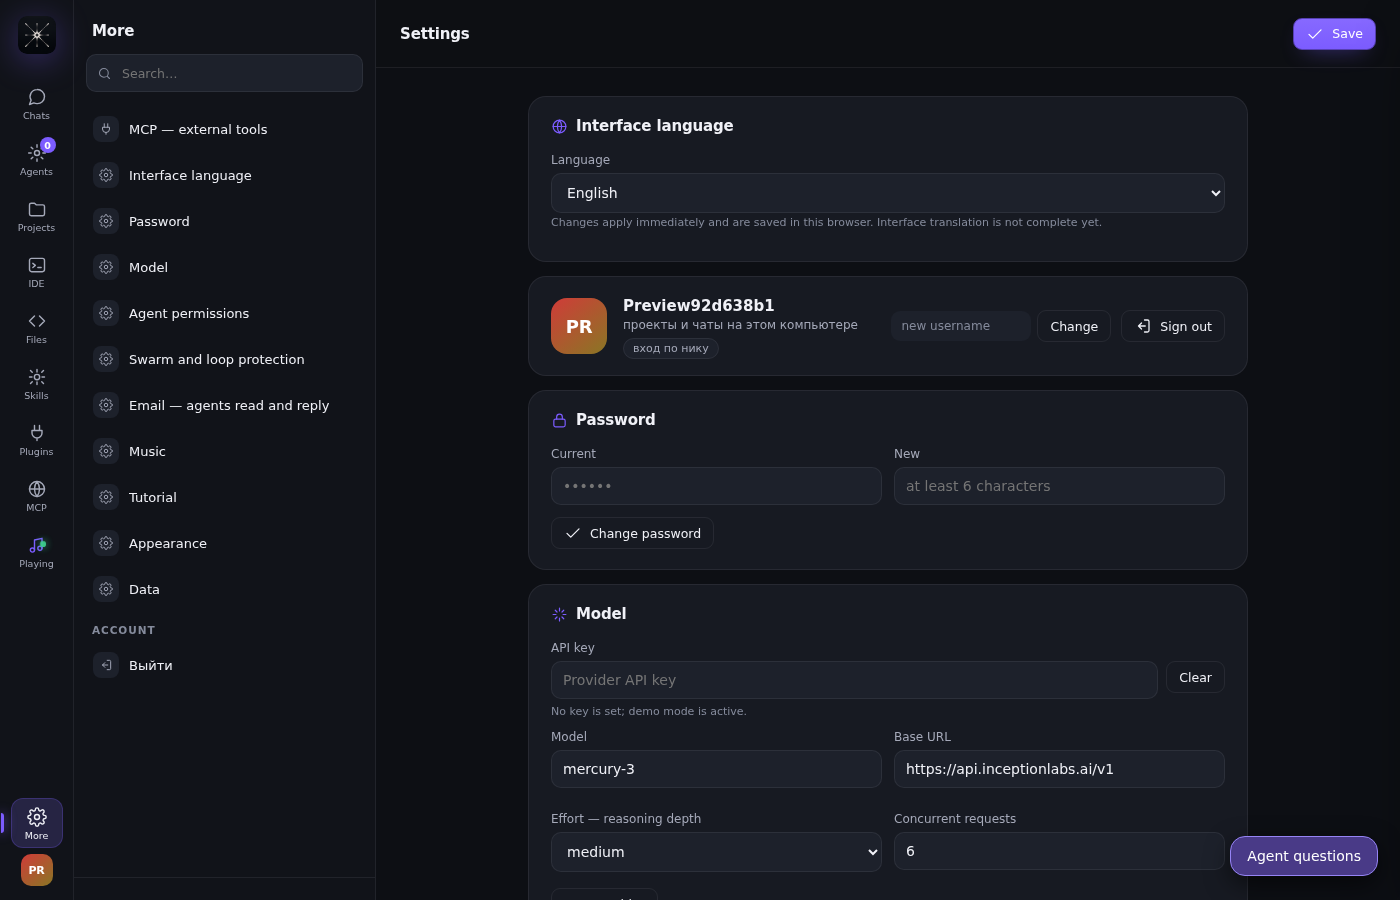 Chats
0
Agents
Projects
IDE
Files
Skills
Plugins
MCP
Playing
More
PR
More
Search...
MCP — external tools
Interface language
Password
Model
Agent permissions
Swarm and loop protection
Email — agents read and reply
Music
Tutorial
Appearance
Data
ACCOUNT
Выйти
Settings
Save
Interface language
Language
English
Changes apply immediately and are saved in this browser. Interface translation is not complete yet.
PR
Preview92d638b1
проекты и чаты на этом компьютере
вход по нику
new username
Change
Sign out
Password
Current
New
••••••
at least 6 characters
Change password
Model
API key
Provider API key
Clear
No key is set; demo mode is active.
Model
Base URL
mercury-3
https://api.inceptionlabs.ai/v1
Effort — reasoning depth
Concurrent requests
medium
6
Agent questions